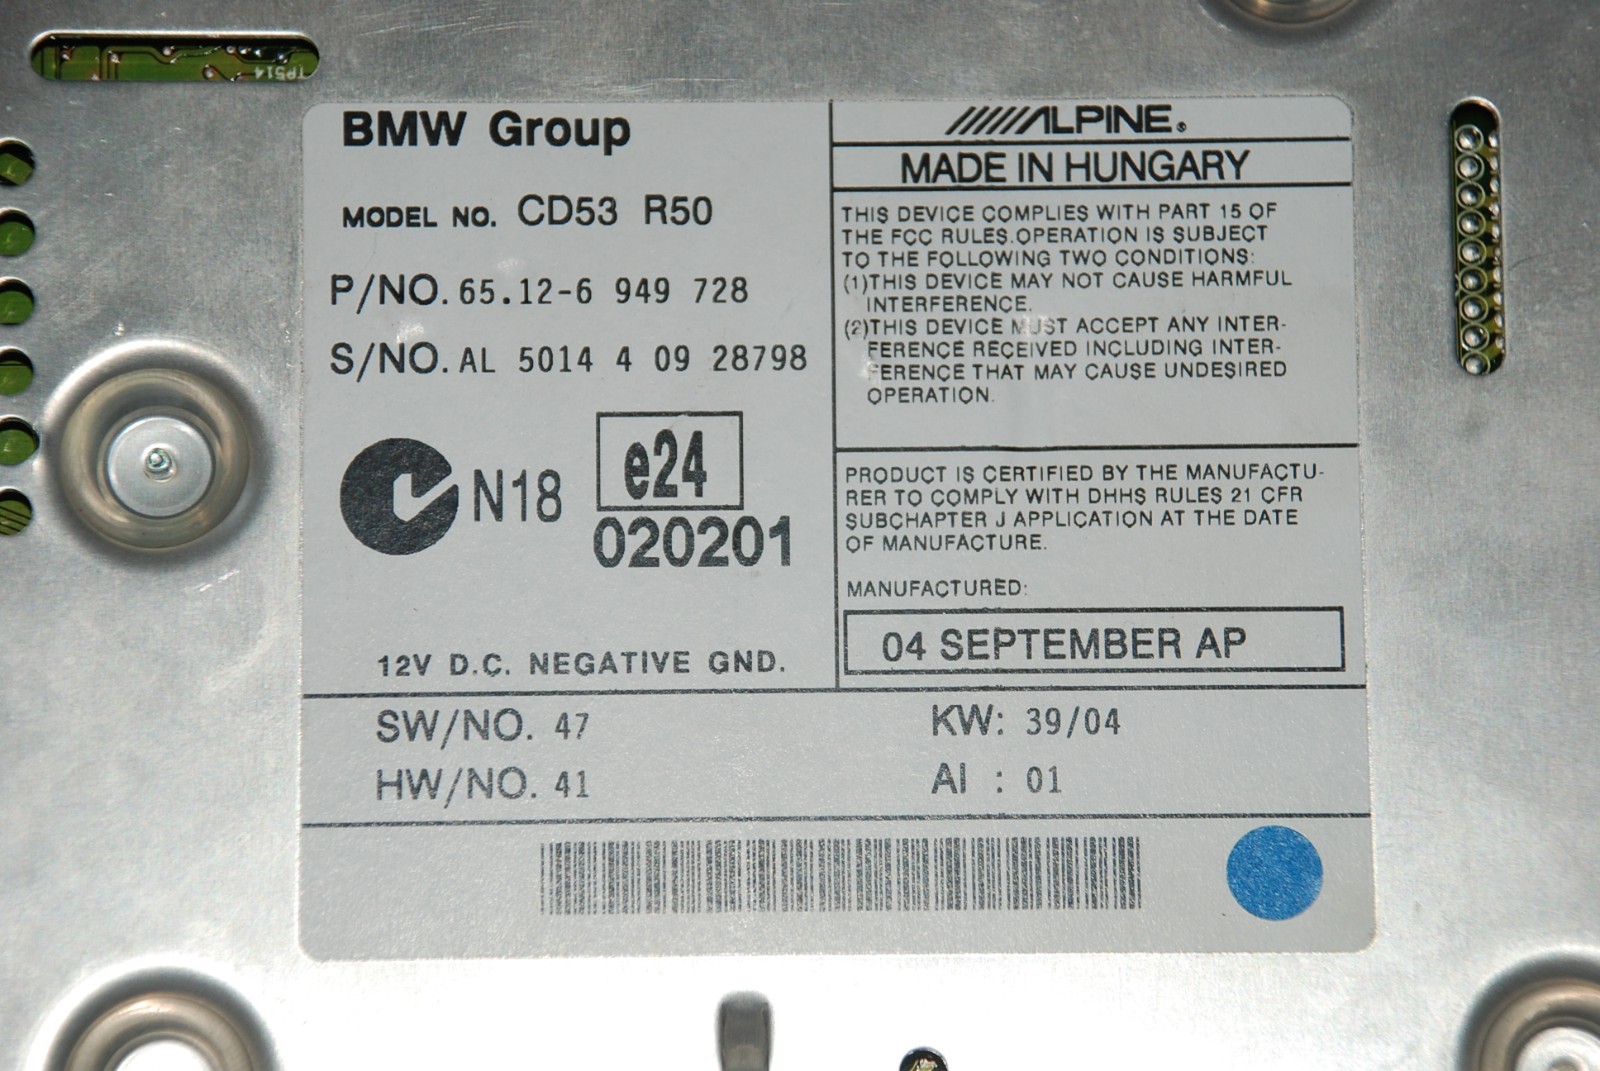 TP514
BMW Group
MODEL NO. CD53 R50
P/NO. 65.12-6 949 728
S/NO. AL 5014 4 09 28798
N18
e24
020201
12V D.C. NEGATIVE GND.
ALPINE®
MADE IN HUNGARY
THIS DEVICE COMPLIES WITH PART 15 OF
THE FCC RULES.OPERATION IS SUBJECT
TO THE FOLLOWING TWO CONDITIONS:
(1)THIS DEVICE MAY NOT CAUSE HARMFUL
INTERFERENCE.
(2)THIS DEVICE MUST ACCEPT ANY INTER-
FERENCE RECEIVED INCLUDING INTER-
FERENCE THAT MAY CAUSE UNDESIRED
OPERATION.
PRODUCT IS CERTIFIED BY THE MANUFACTU-
RER TO COMPLY WITH DHHS RULES 21 CFR
SUBCHAPTER J APPLICATION AT THE DATE
OF MANUFACTURE.
MANUFACTURED:
04 SEPTEMBER AP
SW/NO. 47
KW: 39/04
HW/NO. 41
AI : 01